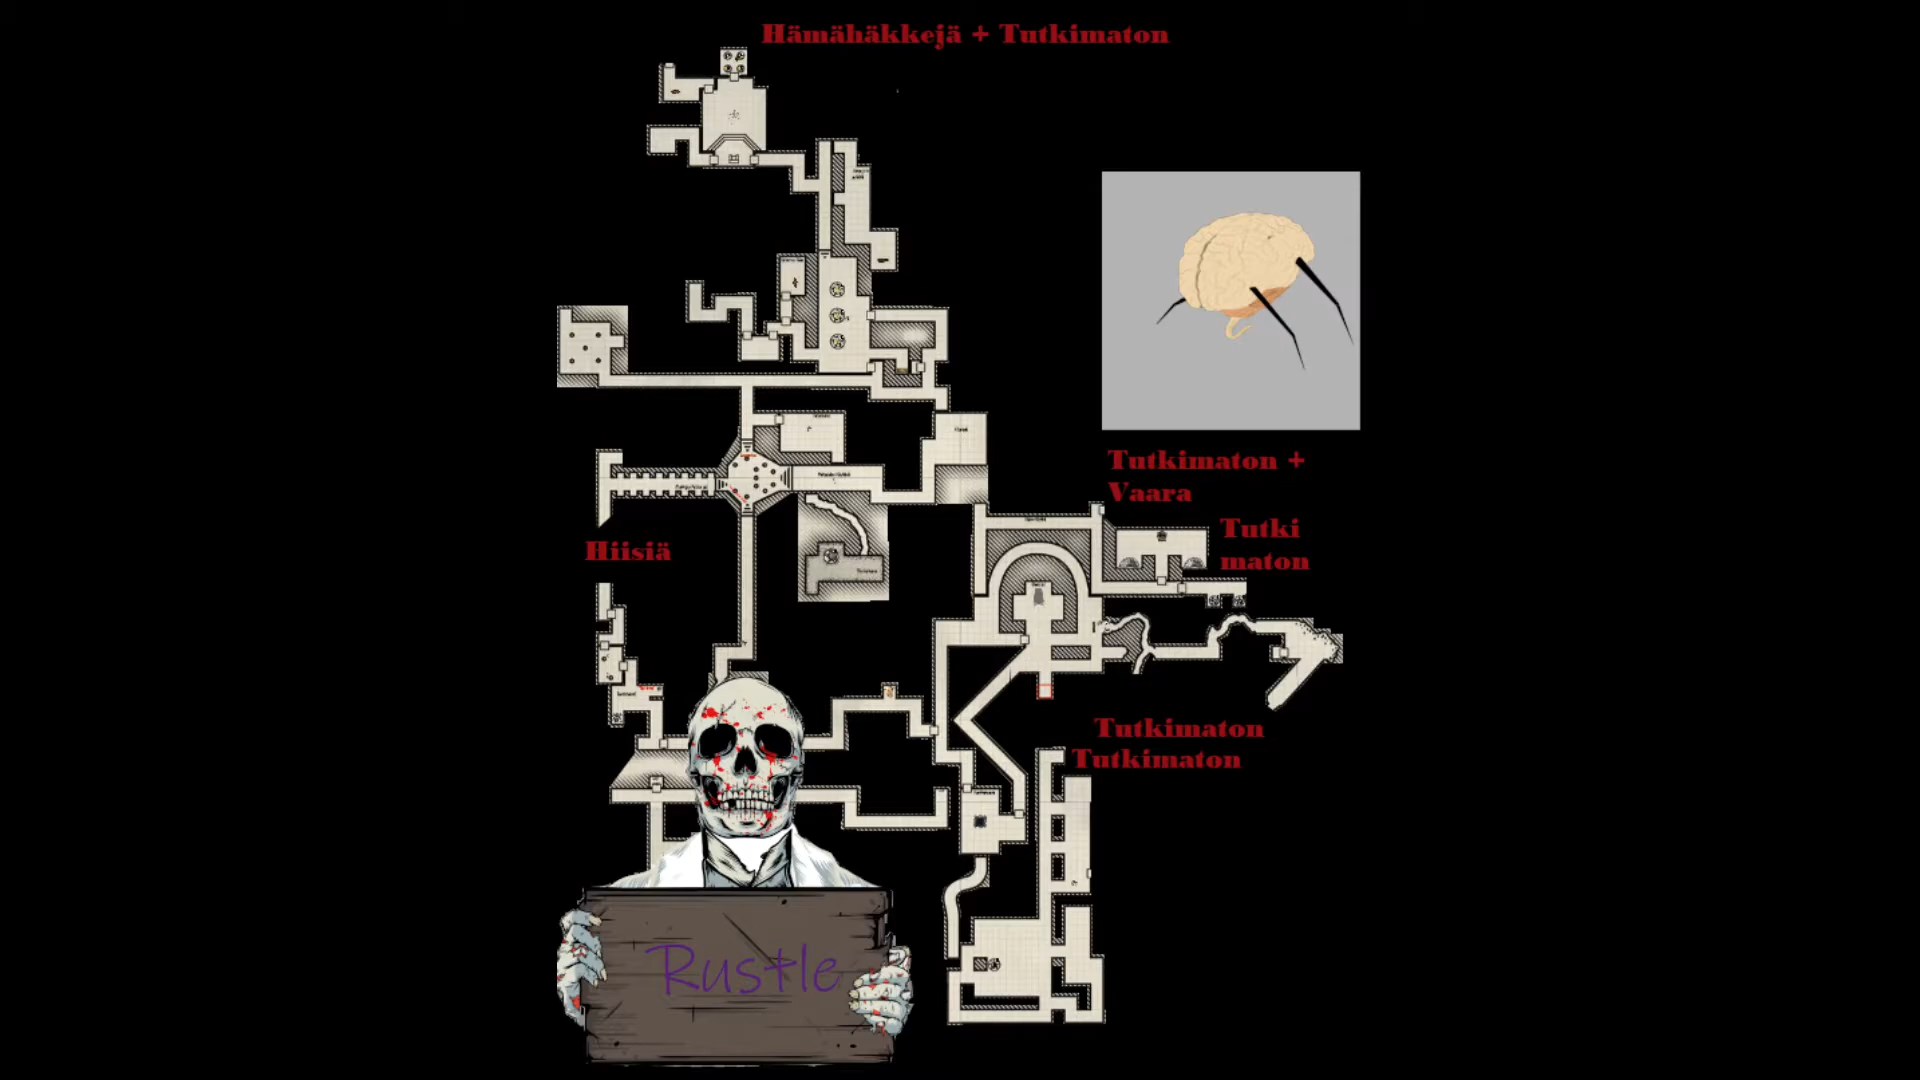 Hämähäkkejä + Tutkimaton
Tutkimaton +
Vaara
Tutki
maton
Hiisiä
Tutkimaton
Tutkimaton
Rustle